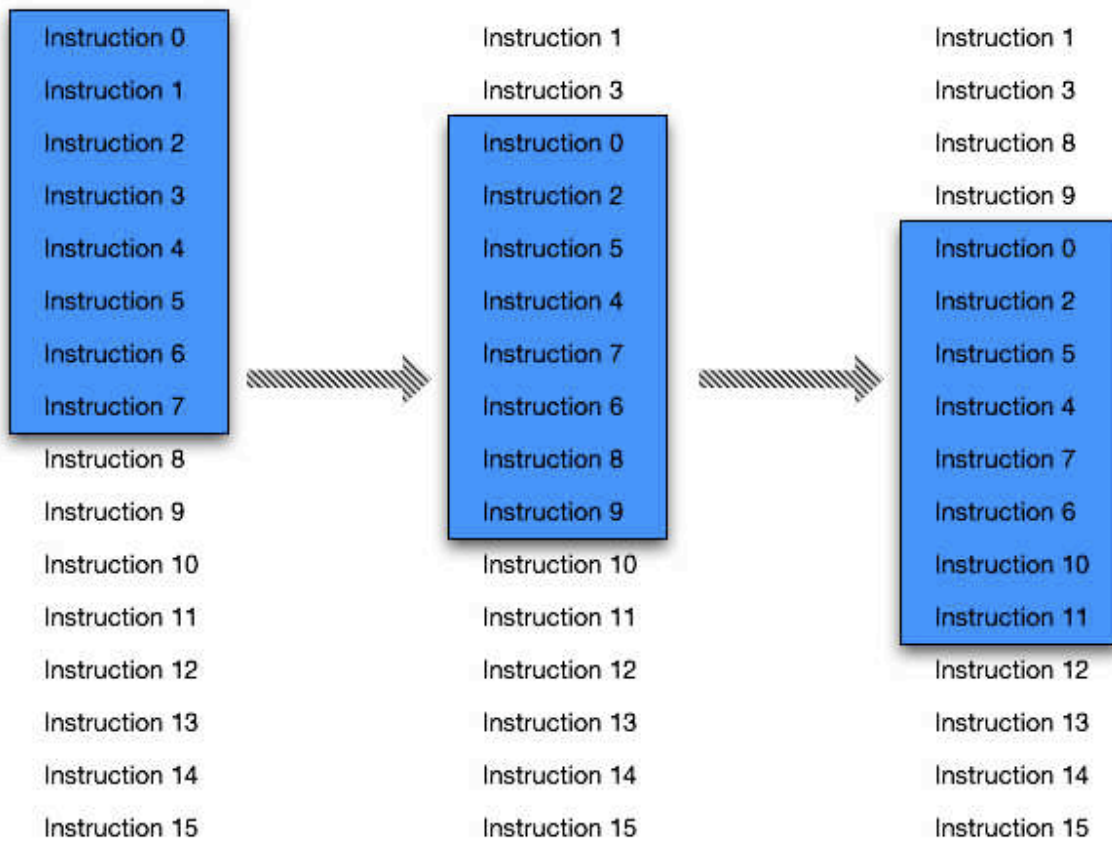 Instruction 0
Instruction 1
Instruction 2
Instruction 3
Instruction 4
Instruction 5
Instruction 6
Instruction 7
Instruction 8
Instruction 9
Instruction 10
Instruction 11
Instruction 12
Instruction 13
Instruction 14
Instruction 15
Instruction 1
Instruction 3
Instruction 0
Instruction 2
Instruction 5
Instruction 4
Instruction 7
Instruction 6
Instruction 8
Instruction 9
Instruction 10
Instruction 11
Instruction 12
Instruction 13
Instruction 14
Instruction 15
Instruction 1
Instruction 3
Instruction 8
Instruction 9
Instruction 0
Instruction 2
Instruction 5
Instruction 4
Instruction 7
Instruction 6
Instruction 10
Instruction 11
Instruction 12
Instruction 13
Instruction 14
Instruction 15